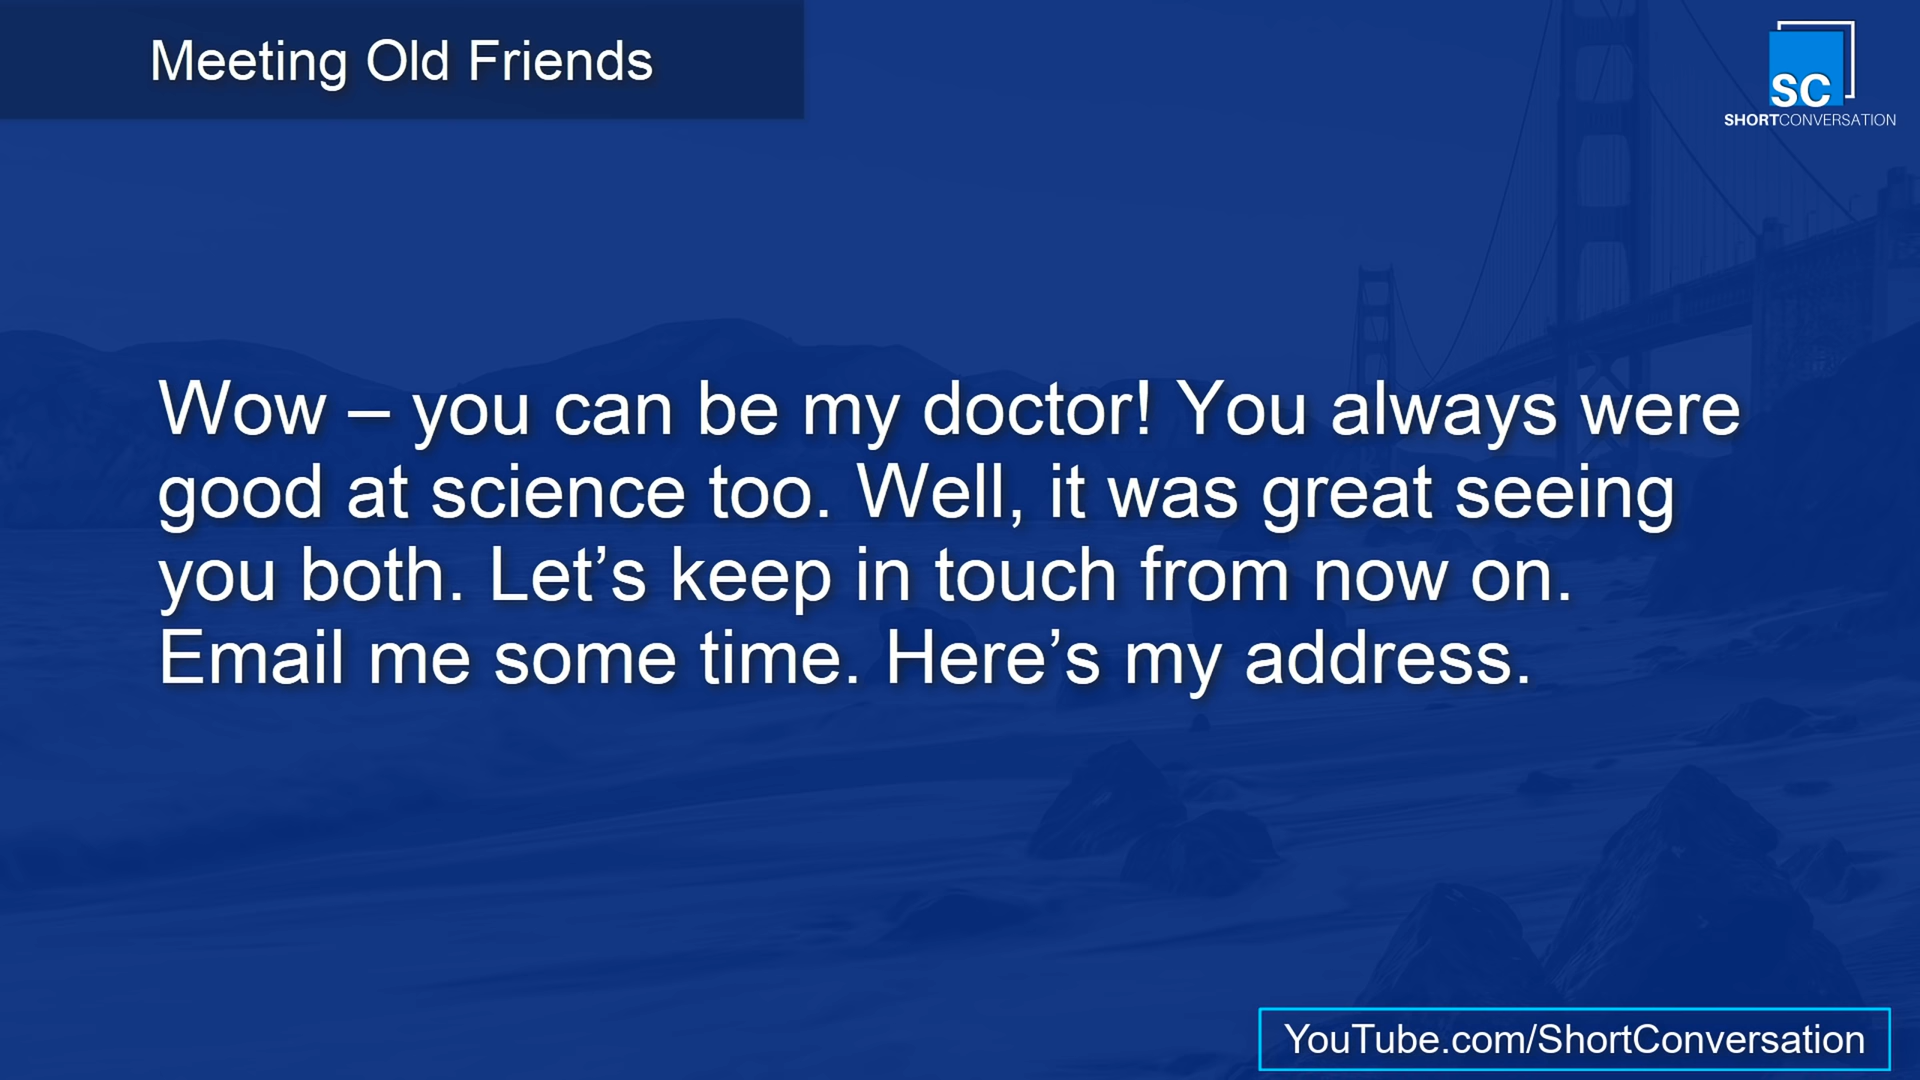 Meeting Old Friends
SC
SHORTCONVERSATION
Wow – you can be my doctor! You always were
good at science too. Well, it was great seeing
you both. Let’s keep in touch from now on.
Email me some time. Here’s my address.
YouTube.com/ShortConversation